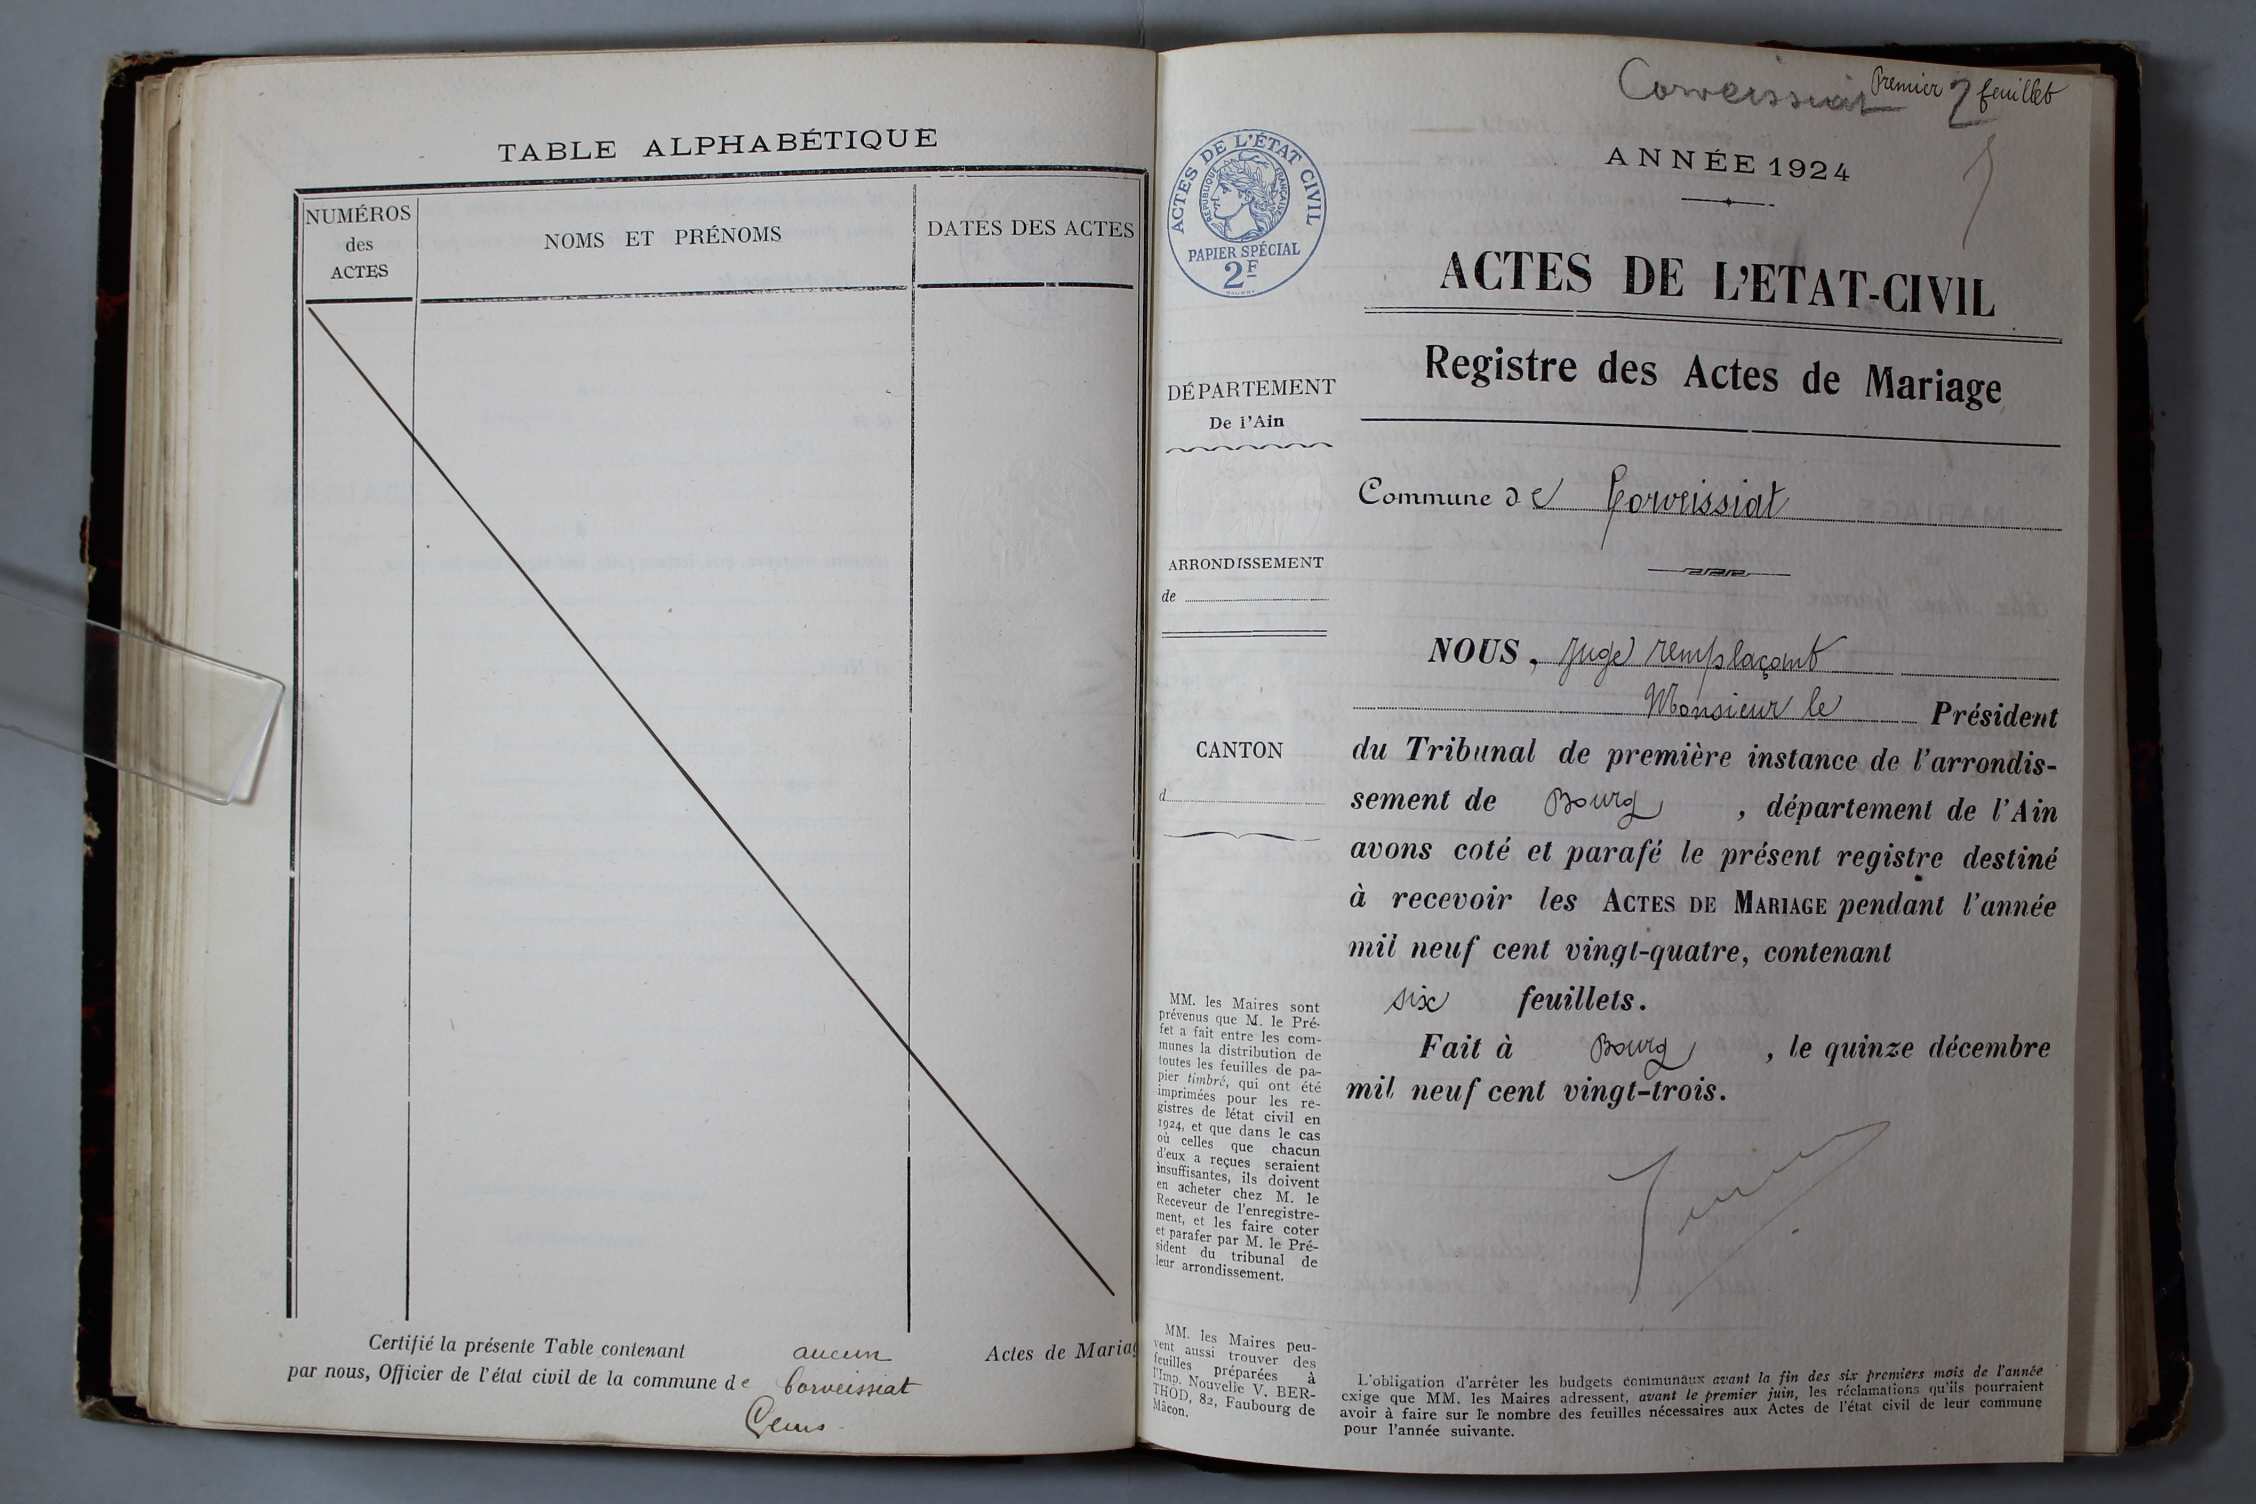 TABLE ALPHABÉTIQUE
NUMÉROS
des
ACTES
NOMS ET PRÉNOMS
DATES DES ACTES
Certifié la présente Table contenant aucun Actes de Mariag
par nous, Officier de l'état civil de la commune de Corveissiat
Corveissiat Premier 2 feuillet
ACTES DE L'ÉTAT CIVIL
RÉPUBLIQUE FRANÇAISE
PAPIER SPÉCIAL
2F
ANNÉE 1924
ACTES DE L'ETAT-CIVIL
Registre des Actes de Mariage
DÉPARTEMENT
De l'Ain
Commune de Corveissiat
ARRONDISSEMENT
de
CANTON
d
NOUS, Juge remplaçant
Monsieur le Président
du Tribunal de première instance de l'arrondis-
sement de Bourg, département de l'Ain
avons coté et parafé le présent registre destiné
à recevoir les ACTES DE MARIAGE pendant l'année
mil neuf cent vingt-quatre, contenant
six feuillets.
Fait à Bourg, le quinze décembre
mil neuf cent vingt-trois.
MM. les Maires sont
prévenus que M. le Pré-
fet a fait entre les com-
munes la distribution de
toutes les feuilles de pa-
pier timbré, qui ont été
imprimées pour les re-
gistres de l'état civil en
1924, et que dans le cas
où celles que chacun
d'eux a reçues seraient
insuffisantes, ils doivent
en acheter chez M. le
Receveur de l'enregistre-
ment, et les faire coter
et parafer par M. le Pré-
sident du tribunal de
leur arrondissement.
MM. les Maires peu-
vent aussi trouver des
feuilles préparées à
l'Imp. Nouvelle V. BER-
THOD, 82, Faubourg de
Mâcon.
L'obligation d'arrêter les budgets communaux avant la fin des six premiers mois de l'année
exige que MM. les Maires adressent, avant le premier juin, les réclamations qu'ils pourraient
avoir à faire sur le nombre des feuilles nécessaires aux Actes de l'état civil de leur commune
pour l'année suivante.